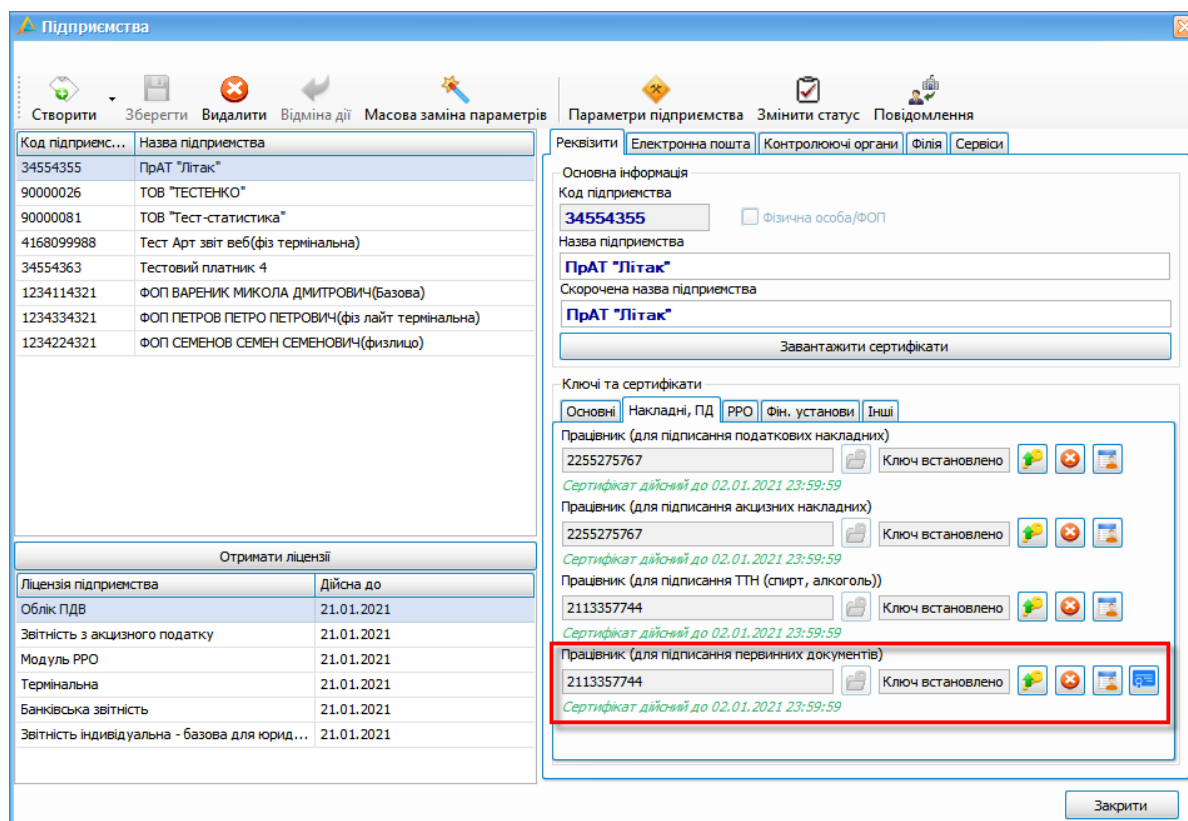 Підприємства
Створити Зберегти Видалити Відміна дії Масова заміна параметрів Параметри підприємства Змінити статус Повідомлення
Код підприємс... Назва підприємства
34554355 ПрАТ "Літак"
90000026 ТОВ "ТЕСТЕНКО"
90000081 ТОВ "Тест-статистика"
4168099988 Тест Арт звіт веб(фіз термінальна)
34554363 Тестовий платник 4
1234114321 ФОП ВАРЕНИК МИКОЛА ДМИТРОВИЧ(Базова)
1234334321 ФОП ПЕТРОВ ПЕТРО ПЕТРОВИЧ(фіз лайт термінальна)
1234224321 ФОП СЕМЕНОВ СЕМЕН СЕМЕНОВИЧ(физлицо)
Отримати ліцензії
Ліцензія підприємства Дійсна до
Облік ПДВ 21.01.2021
Звітність з акцизного податку 21.01.2021
Модуль РРО 21.01.2021
Термінальна 21.01.2021
Банківська звітність 21.01.2021
Звітність індивідуальна - базова для юрид... 21.01.2021
Реквізити Електронна пошта Контролюючі органи Філія Сервіси
Основна інформація
Код підприємства
34554355 Фізична особа/ФОП
Назва підприємства
ПрАТ "Літак"
Скорочена назва підприємства
ПрАТ "Літак"
Завантажити сертифікати
Ключі та сертифікати
Основні Накладні, ПД РРО Фін. установи Інші
Працівник (для підписання податкових накладних)
2255275767 Ключ встановлено
Сертифікат дійсний до 02.01.2021 23:59:59
Працівник (для підписання акцизних накладних)
2255275767 Ключ встановлено
Сертифікат дійсний до 02.01.2021 23:59:59
Працівник (для підписання ТТН (спирт, алкоголь))
2113357744 Ключ встановлено
Сертифікат дійсний до 02.01.2021 23:59:59
Працівник (для підписання первинних документів)
2113357744 Ключ встановлено
Сертифікат дійсний до 02.01.2021 23:59:59
Закрити